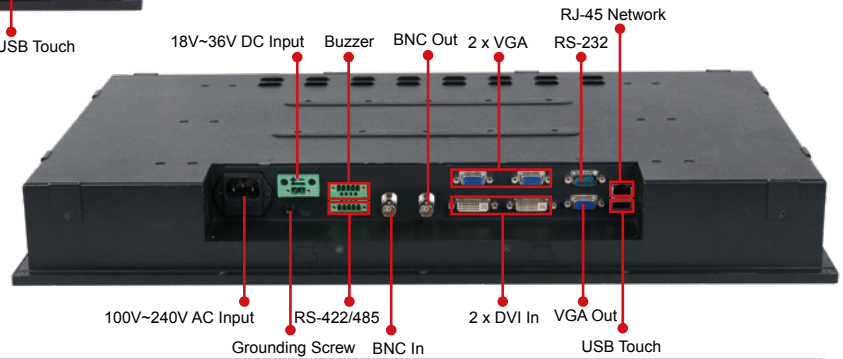 USB Touch
RJ-45 Network
18V~36V DC Input
Buzzer
BNC Out
2 x VGA
RS-232
100V~240V AC Input
RS-422/485
2 x DVI In
VGA Out
Grounding Screw
BNC In
USB Touch